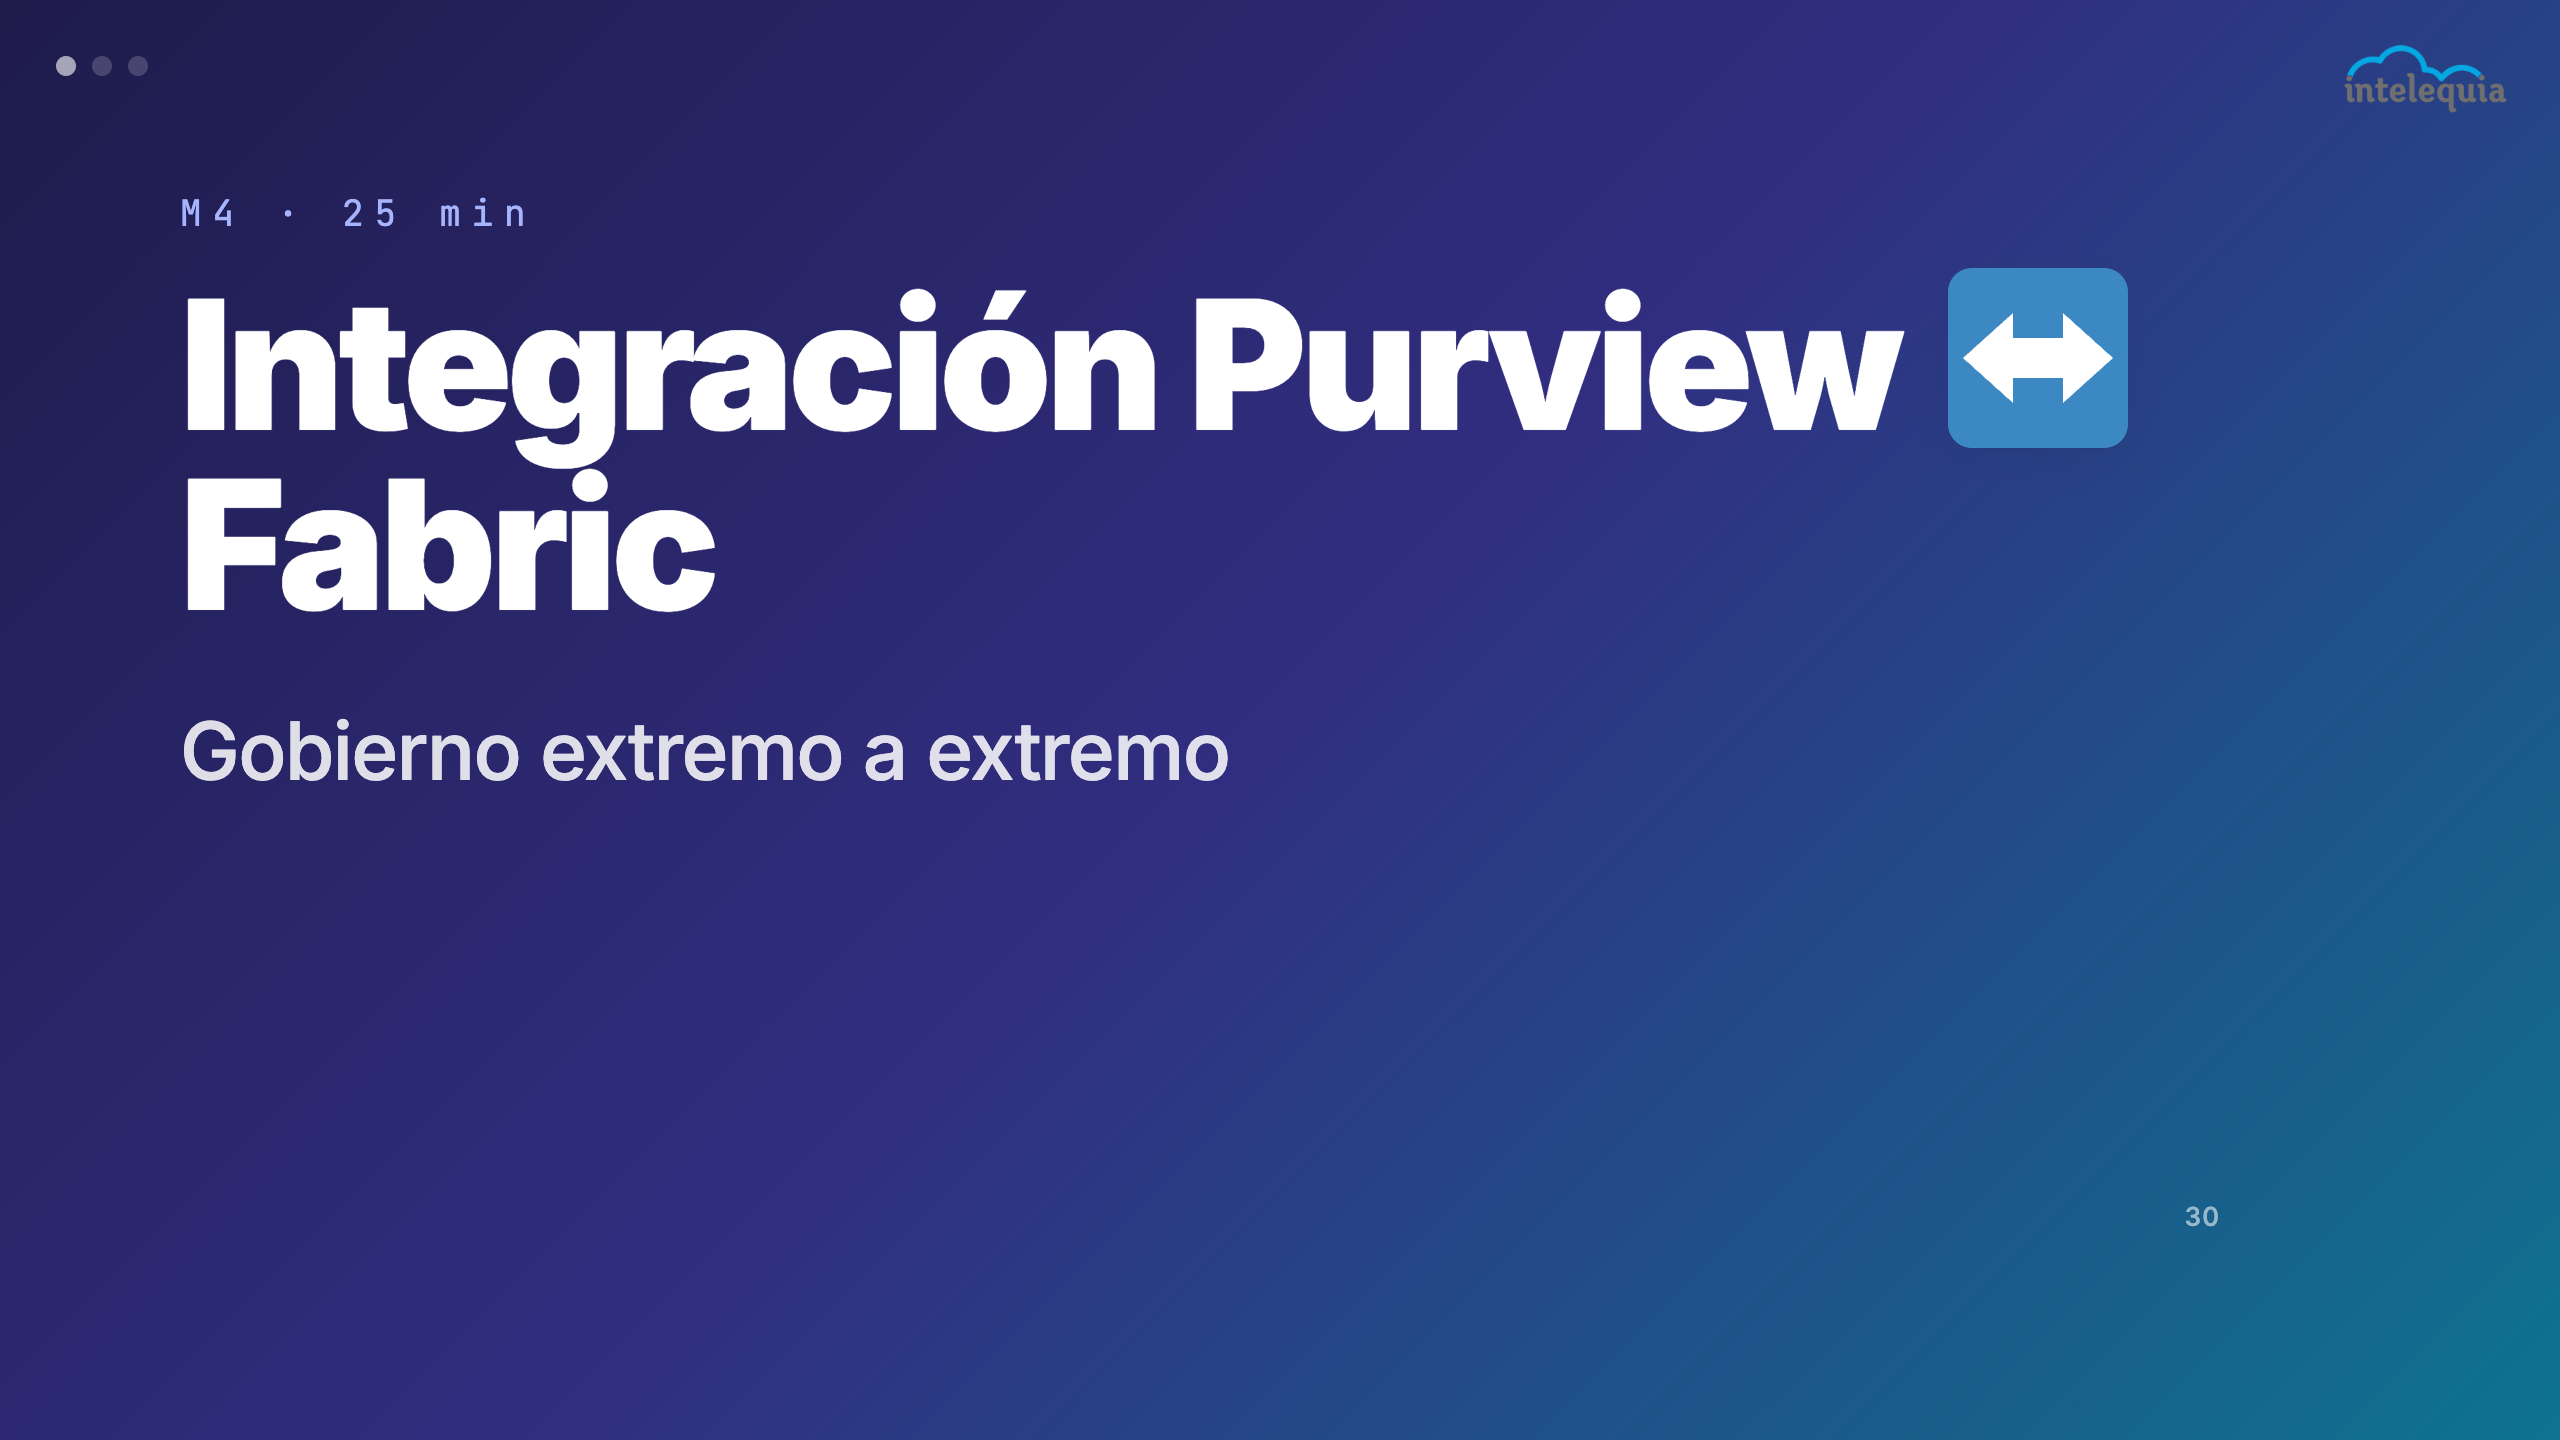 intelequia
M4 · 25 min
Integración Purview ↔️
Fabric
Gobierno extremo a extremo
30